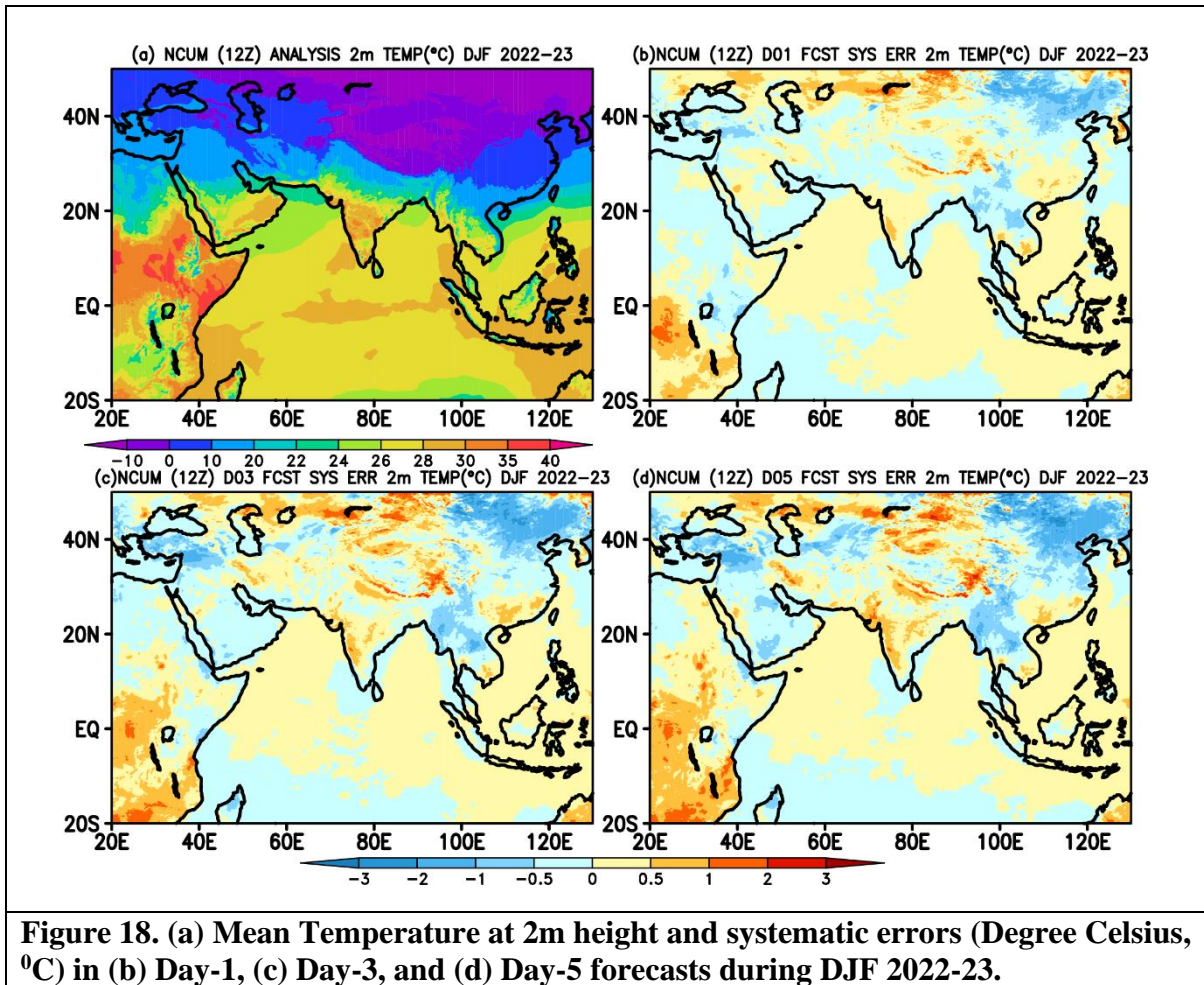 (a) NCUM (12Z) ANALYSIS 2m TEMP(°C) DJF 2022-23
(b)NCUM (12Z) D01 FCST SYS ERR 2m TEMP(°C) DJF 2022-23
40N
20N
EQ
20S
20E 40E 60E 80E 100E 120E
40N
20N
EQ
20S
20E 40E 60E 80E 100E 120E
-10 0 10 20 22 24 26 28 30 35 40
(c)NCUM (12Z) D03 FCST SYS ERR 2m TEMP(°C) DJF 2022-23
(d)NCUM (12Z) D05 FCST SYS ERR 2m TEMP(°C) DJF 2022-23
40N
20N
EQ
20S
20E 40E 60E 80E 100E 120E
40N
20N
EQ
20S
20E 40E 60E 80E 100E 120E
-3 -2 -1 -0.5 0 0.5 1 2 3
Figure 18. (a) Mean Temperature at 2m height and systematic errors (Degree Celsius,
⁰C) in (b) Day-1, (c) Day-3, and (d) Day-5 forecasts during DJF 2022-23.